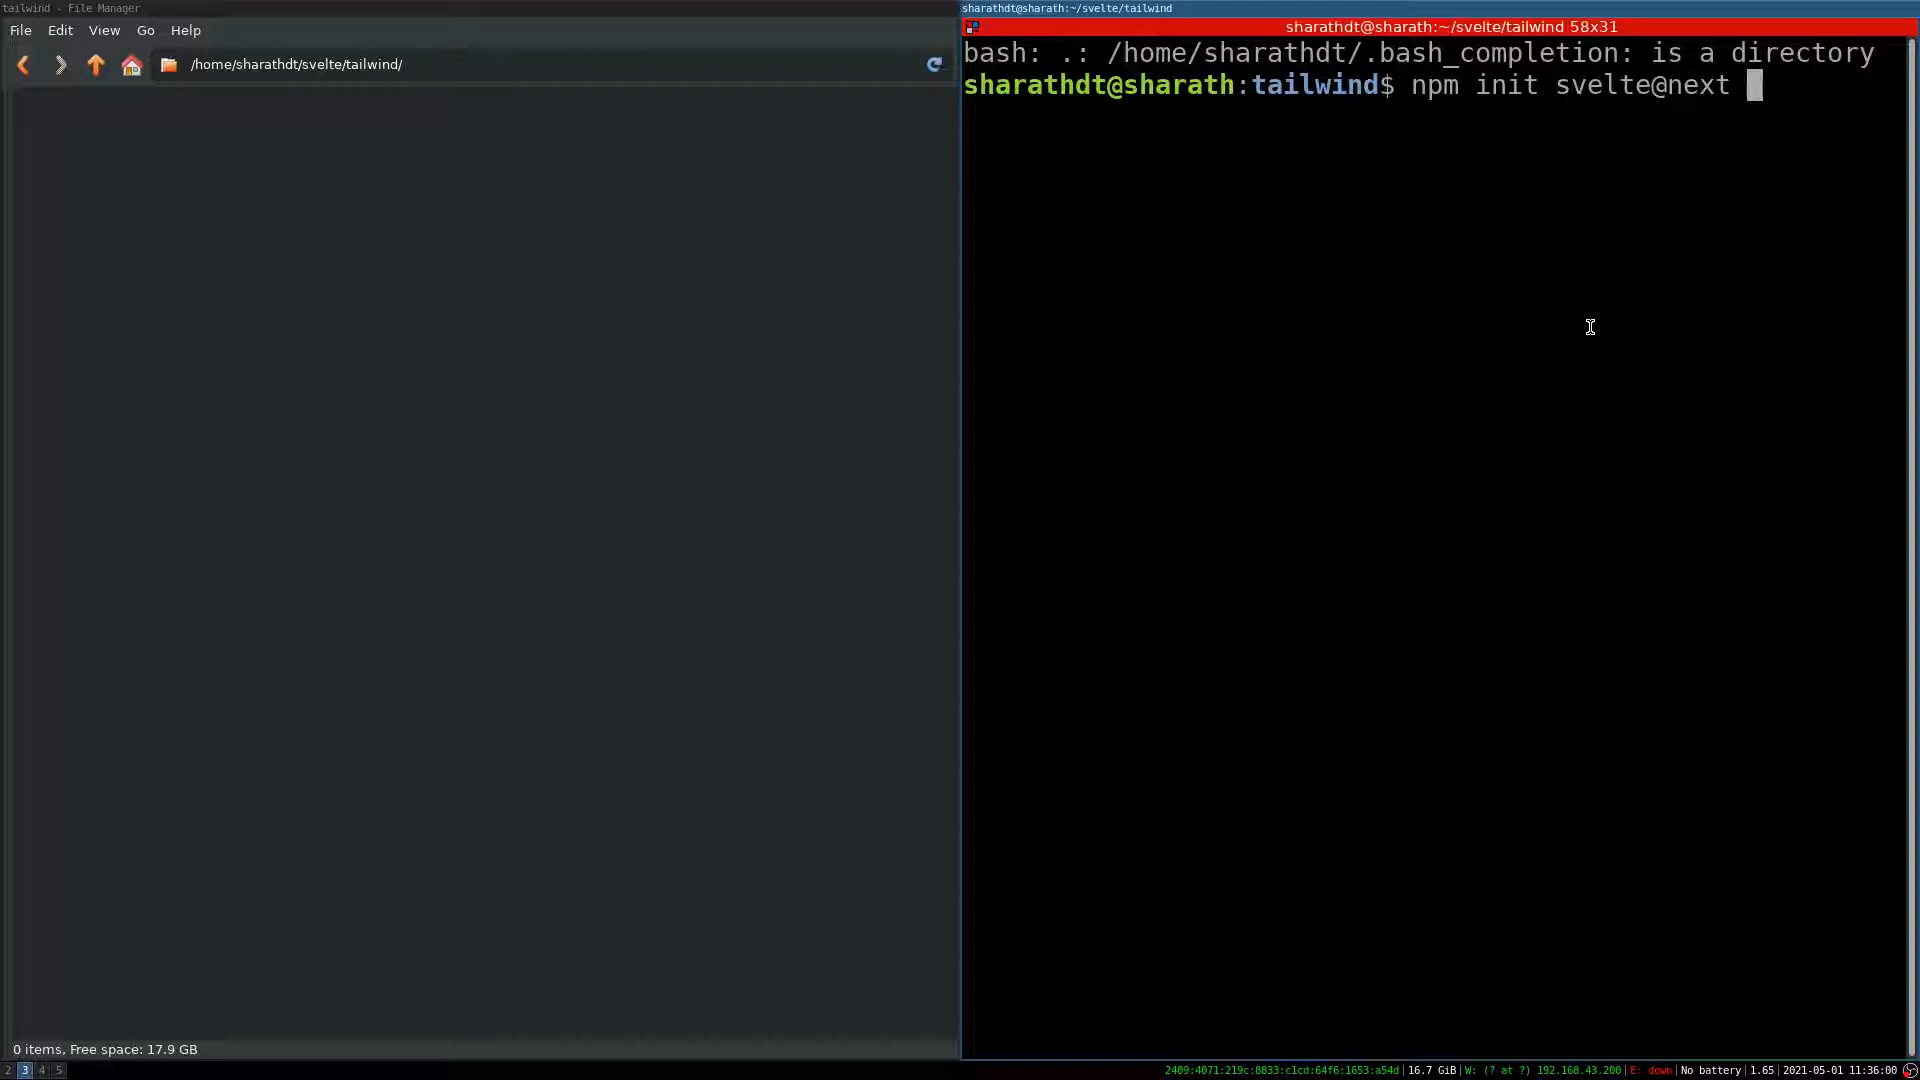 tailwind - File Manager
File Edit View Go Help
/home/sharathdt/svelte/tailwind/
0 items, Free space: 17.9 GB
sharathdt@sharath:~/svelte/tailwind
sharathdt@sharath:~/svelte/tailwind 58x31
bash: .: /home/sharathdt/.bash_completion: is a directory
sharathdt@sharath:tailwind$ npm init svelte@next
2 3 4 5
2409:4071:219c:8833:c1cd:64f6:1653:a54d|16.7 GiB|W: (? at ?) 192.168.43.200|E: down|No battery|1.65|2021-05-01 11:36:00